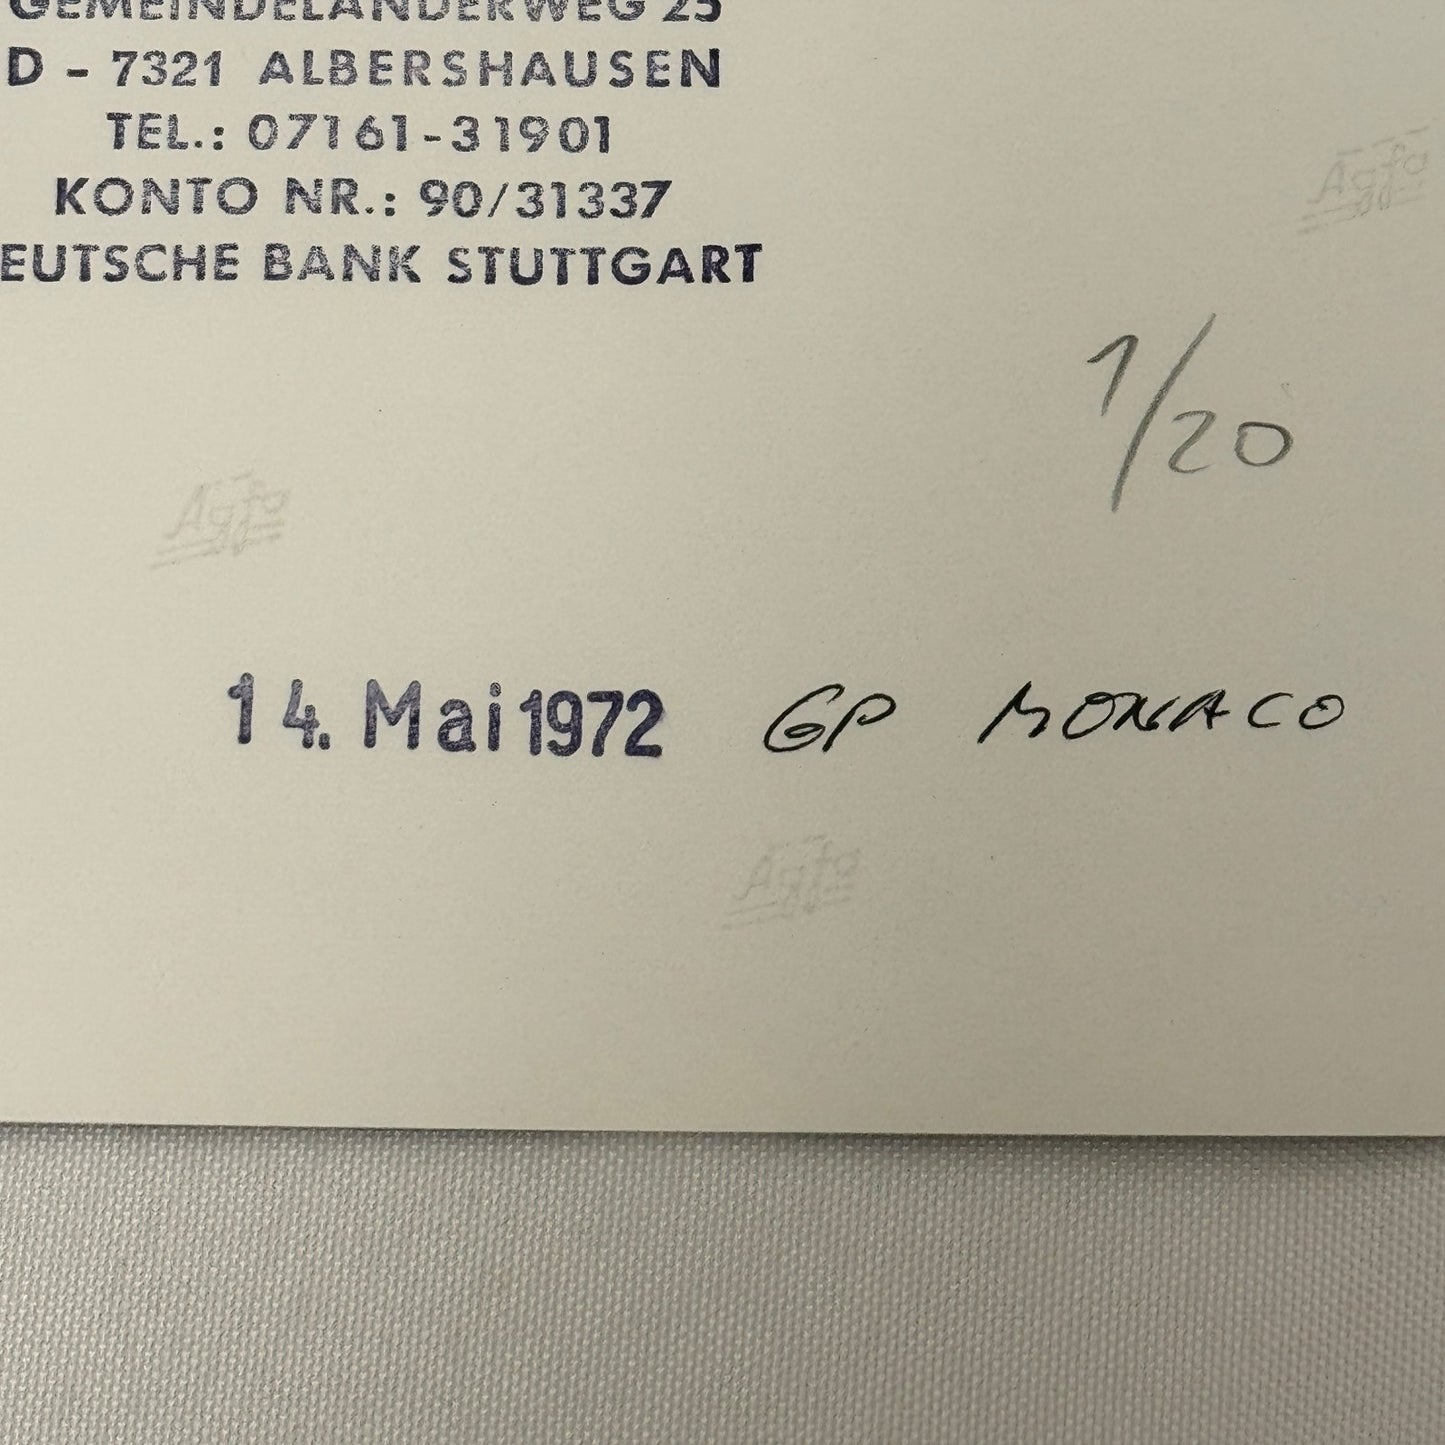 GEMEINDELÄNDERWEG 25
D - 7321 ALBERSHAUSEN
TEL.: 07161-31901
KONTO NR.: 90/31337
EUTSCHE BANK STUTTGART
Agfa
1/20
Agfa
14. Mai 1972 GP MONACO
Agfa